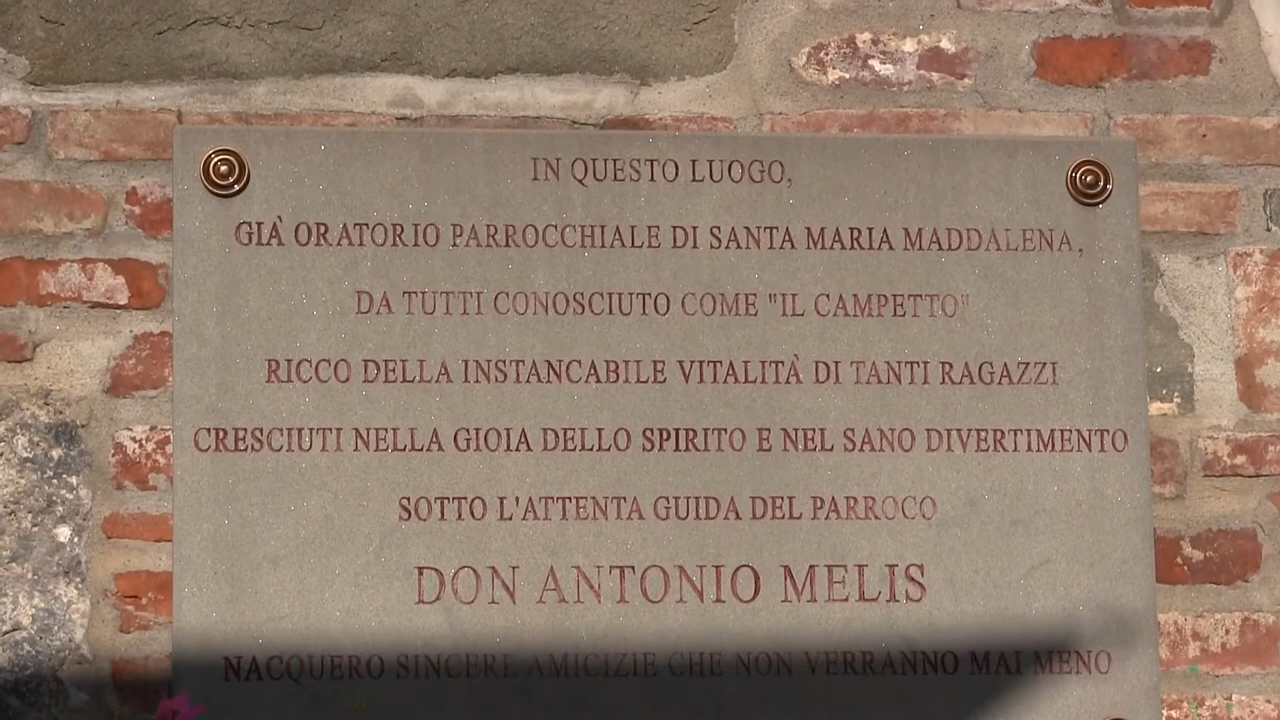 IN QUESTO LUOGO,
GIÀ ORATORIO PARROCCHIALE DI SANTA MARIA MADDALENA,
DA TUTTI CONOSCIUTO COME "IL CAMPETTO"
RICCO DELLA INSTANCABILE VITALITÀ DI TANTI RAGAZZI
CRESCIUTI NELLA GIOIA DELLO SPIRITO E NEL SANO DIVERTIMENTO
SOTTO L'ATTENTA GUIDA DEL PARROCO
DON ANTONIO MELIS
NACQUERO SINCERE AMICIZIE CHE NON VERRANNO MAI MENO